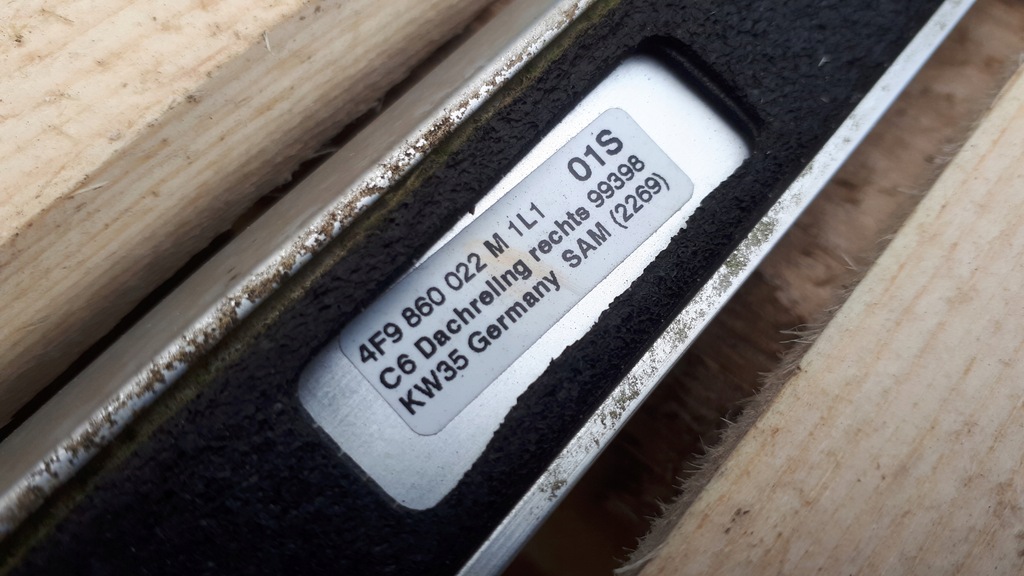 4F9 860 022 M 1L1 01S
C6 Dachreling rechts 99398
KW35 Germany SAM (2269)